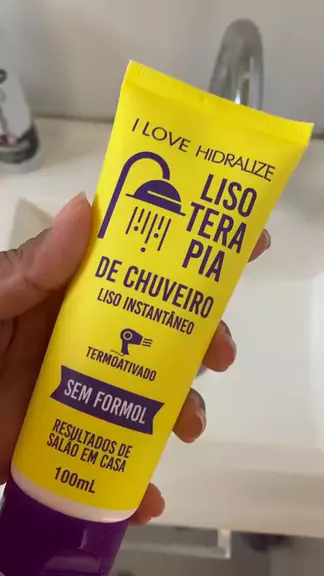 I LOVE HIDRALIZE
LISO
TERA
PIA
DE CHUVEIRO
LISO INSTANTÂNEO
TERMOATIVADO
SEM FORMOL
RESULTADOS DE
SALÃO EM CASA
100mL